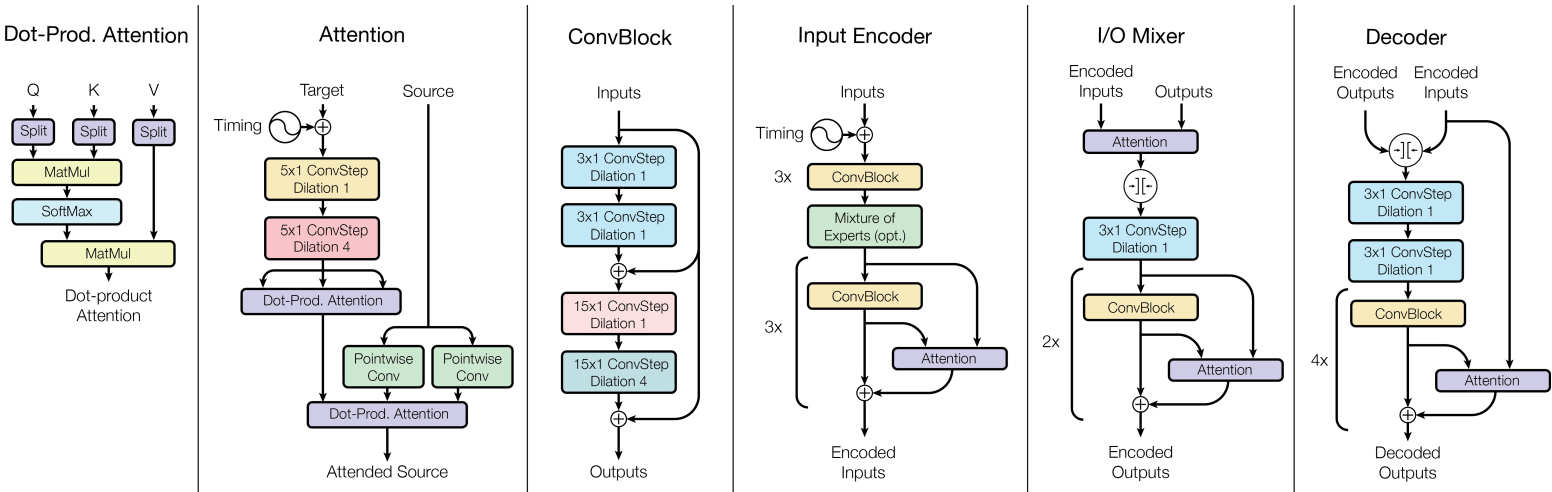 Dot-Prod. Attention
Q K V
Split Split Split
MatMul
SoftMax
MatMul
Dot-product
Attention
Attention
Target Source
Timing
5x1 ConvStep
Dilation 1
5x1 ConvStep
Dilation 4
Dot-Prod. Attention
Pointwise
Conv
Pointwise
Conv
Dot-Prod. Attention
Attended Source
ConvBlock
Inputs
3x1 ConvStep
Dilation 1
3x1 ConvStep
Dilation 1
15x1 ConvStep
Dilation 1
15x1 ConvStep
Dilation 4
Outputs
Input Encoder
Inputs
Timing
3x
ConvBlock
Mixture of
Experts (opt.)
ConvBlock
3x
Attention
Encoded
Inputs
I/O Mixer
Encoded
Inputs
Outputs
Attention
3x1 ConvStep
Dilation 1
ConvBlock
2x
Attention
Encoded
Outputs
Decoder
Encoded
Outputs
Encoded
Inputs
3x1 ConvStep
Dilation 1
3x1 ConvStep
Dilation 1
ConvBlock
4x
Attention
Decoded
Outputs